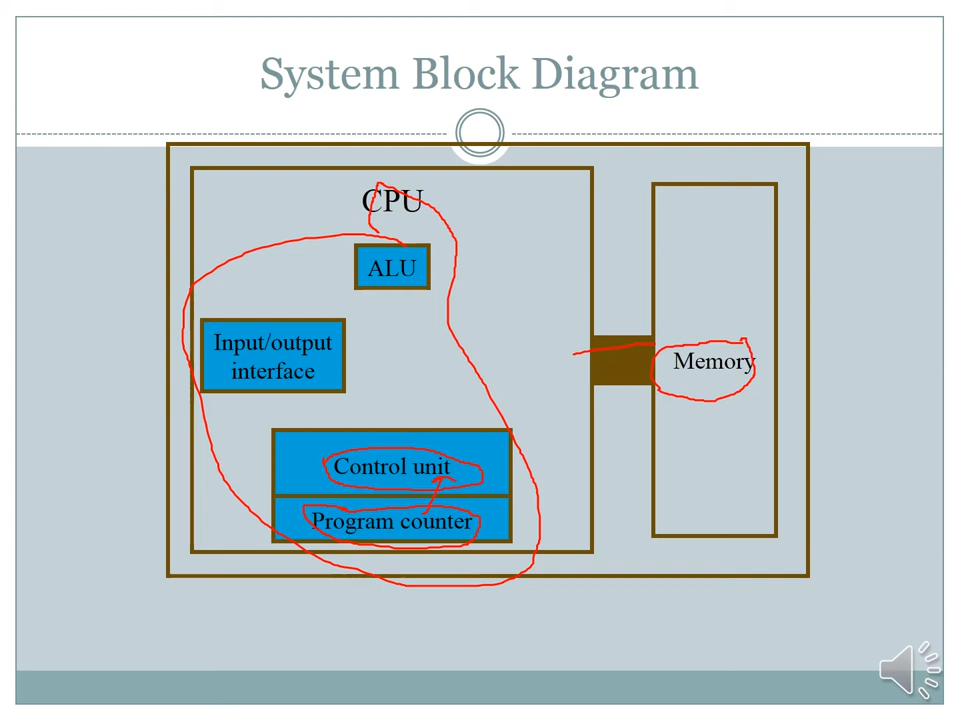 System Block Diagram
CPU
ALU
Input/output
interface
Memory
Control unit
Program counter